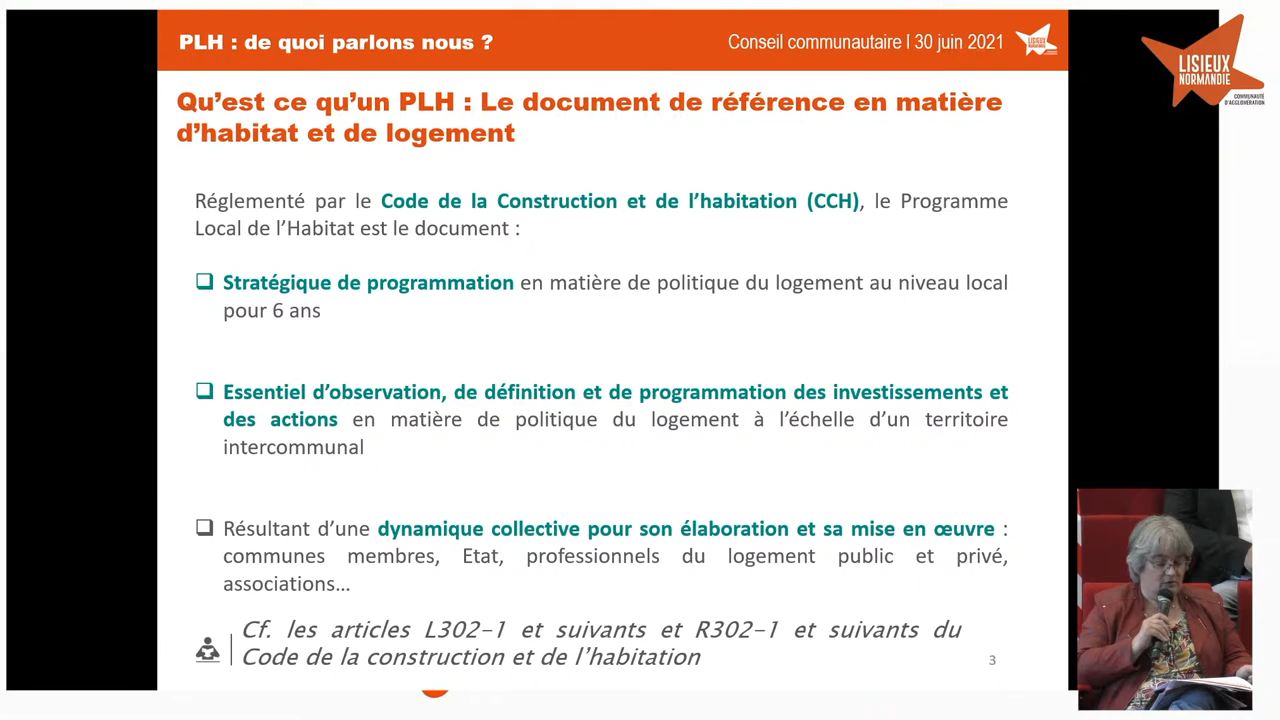 PLH : de quoi parlons nous ?
Conseil communautaire I 30 juin 2021
LISIEUX
NORMANDIE
LISIEUX
NORMANDIE
COMMUNAUTÉ
D'AGGLOMÉRATION
Qu’est ce qu’un PLH : Le document de référence en matière
d’habitat et de logement
Réglementé par le Code de la Construction et de l’habitation (CCH), le Programme
Local de l’Habitat est le document :
Stratégique de programmation en matière de politique du logement au niveau local
pour 6 ans
Essentiel d’observation, de définition et de programmation des investissements et
des actions en matière de politique du logement à l’échelle d’un territoire
intercommunal
Résultant d’une dynamique collective pour son élaboration et sa mise en œuvre :
communes membres, Etat, professionnels du logement public et privé,
associations…
Cf. les articles L302-1 et suivants et R302-1 et suivants du
Code de la construction et de l’habitation
3